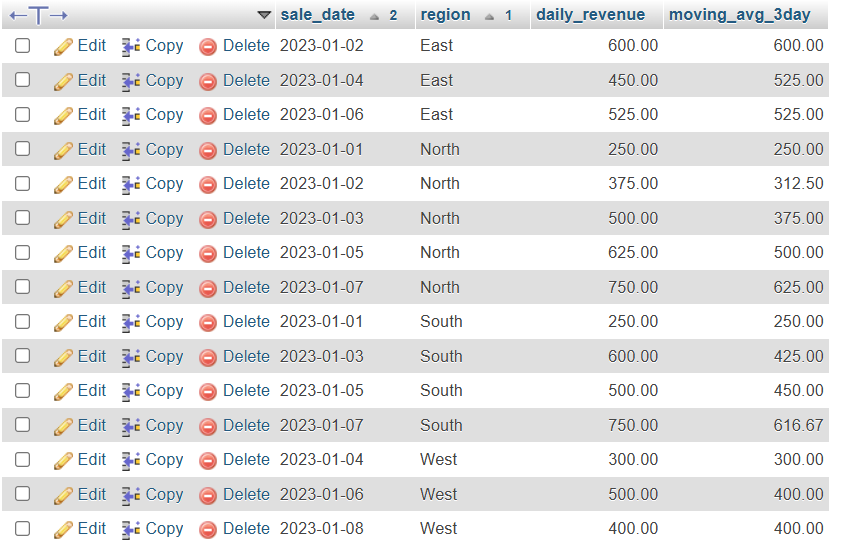 sale_date 2 region 1 daily_revenue moving_avg_3day
Edit Copy Delete 2023-01-02 East 600.00 600.00
Edit Copy Delete 2023-01-04 East 450.00 525.00
Edit Copy Delete 2023-01-06 East 525.00 525.00
Edit Copy Delete 2023-01-01 North 250.00 250.00
Edit Copy Delete 2023-01-02 North 375.00 312.50
Edit Copy Delete 2023-01-03 North 500.00 375.00
Edit Copy Delete 2023-01-05 North 625.00 500.00
Edit Copy Delete 2023-01-07 North 750.00 625.00
Edit Copy Delete 2023-01-01 South 250.00 250.00
Edit Copy Delete 2023-01-03 South 600.00 425.00
Edit Copy Delete 2023-01-05 South 500.00 450.00
Edit Copy Delete 2023-01-07 South 750.00 616.67
Edit Copy Delete 2023-01-04 West 300.00 300.00
Edit Copy Delete 2023-01-06 West 500.00 400.00
Edit Copy Delete 2023-01-08 West 400.00 400.00